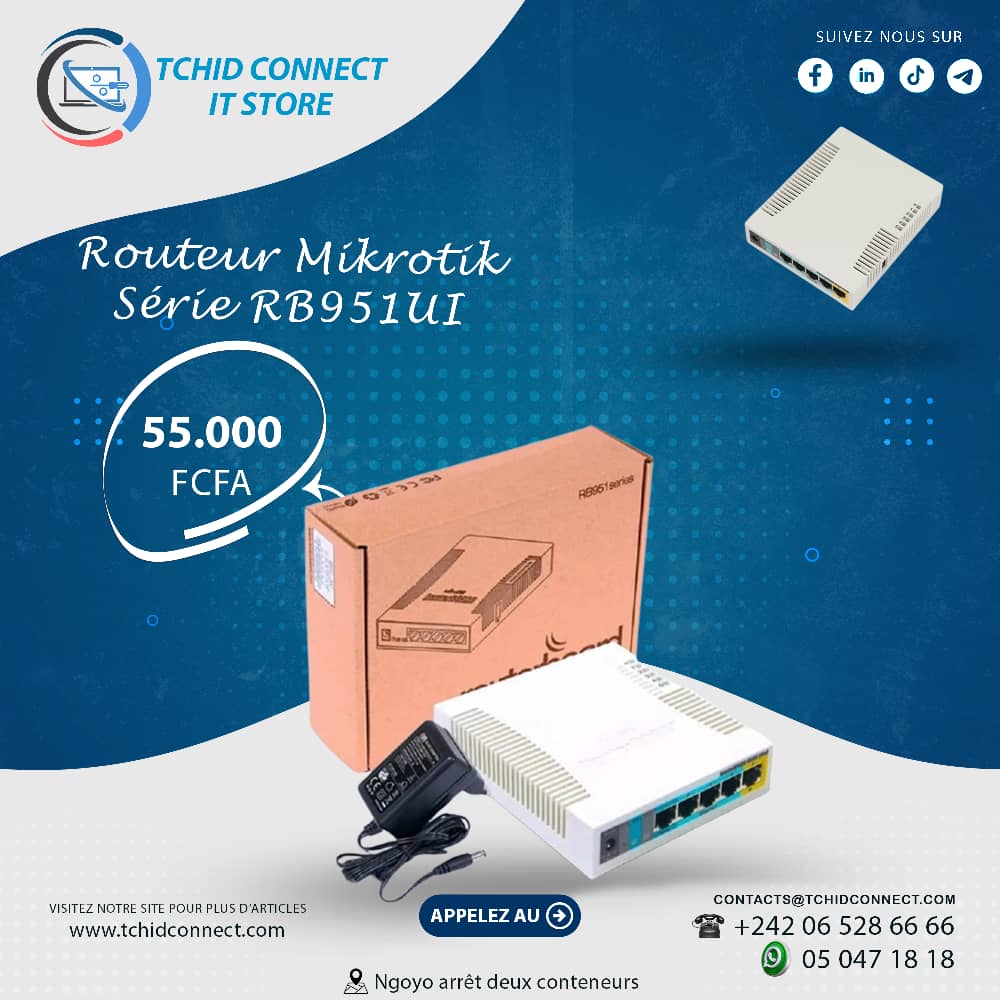 TCHID CONNECT
IT STORE
SUIVEZ NOUS SUR
Routeur Mikrotik
Série RB951UI
55.000
FCFA
RB951 series
VISITEZ NOTRE SITE POUR PLUS D'ARTICLES
www.tchidconnect.com
APPELEZ AU
CONTACTS@TCHIDCONNECT.COM
+242 06 528 66 66
05 047 18 18
Ngoyo arrêt deux conteneurs